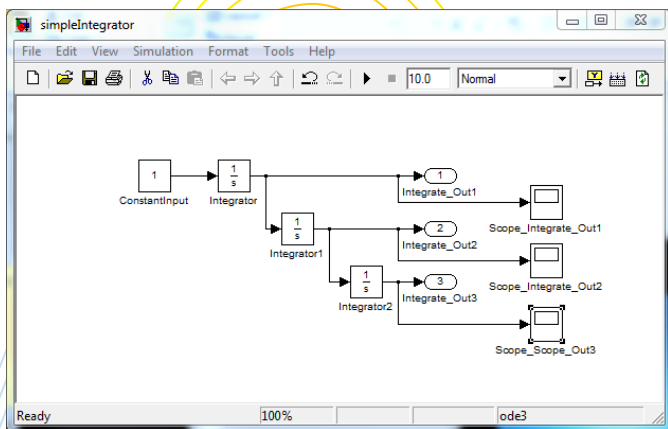 simpleIntegrator
File Edit View Simulation Format Tools Help
10.0 Normal
1
ConstantInput
1
s
Integrator
1
Integrate_Out1
Scope_Integrate_Out1
1
s
Integrator1
2
Integrate_Out2
Scope_Integrate_Out2
1
s
Integrator2
3
Integrate_Out3
Scope_Scope_Out3
Ready 100% ode3